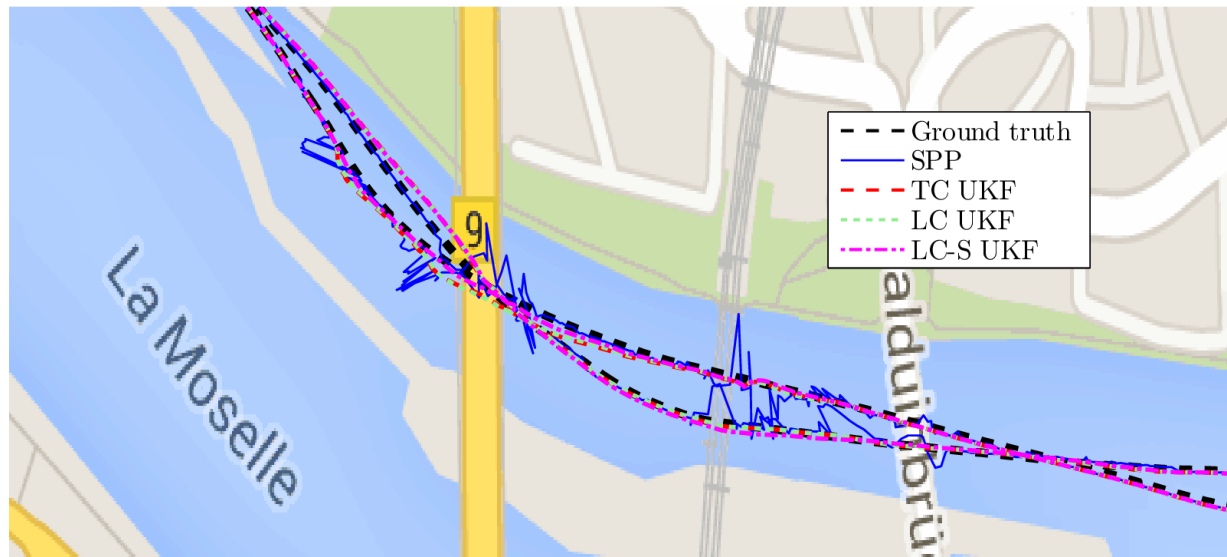 Ground truth
SPP
TC UKF
LC UKF
LC-S UKF
9
La Moselle
alduinbrü